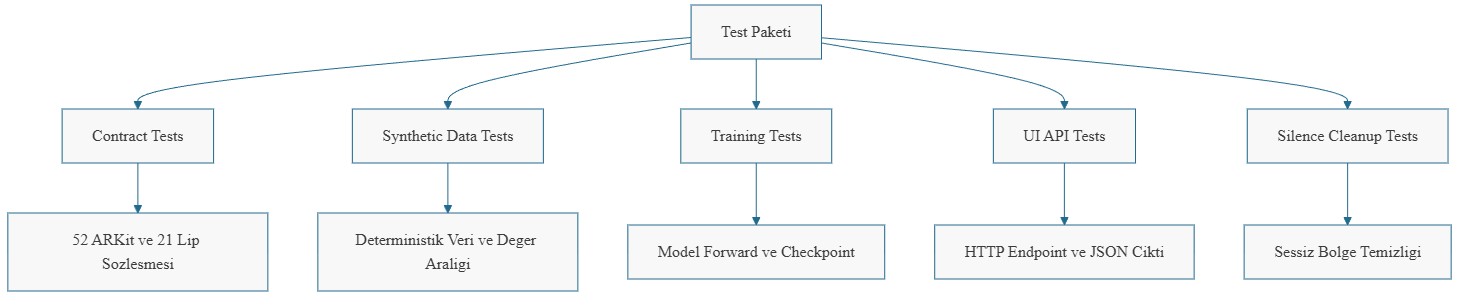 Test Paketi
Contract Tests
Synthetic Data Tests
Training Tests
UI API Tests
Silence Cleanup Tests
52 ARKit ve 21 Lip
Sozlesmesi
Deterministik Veri ve Deger
Araligi
Model Forward ve Checkpoint
HTTP Endpoint ve JSON Cikti
Sessiz Bolge Temizligi